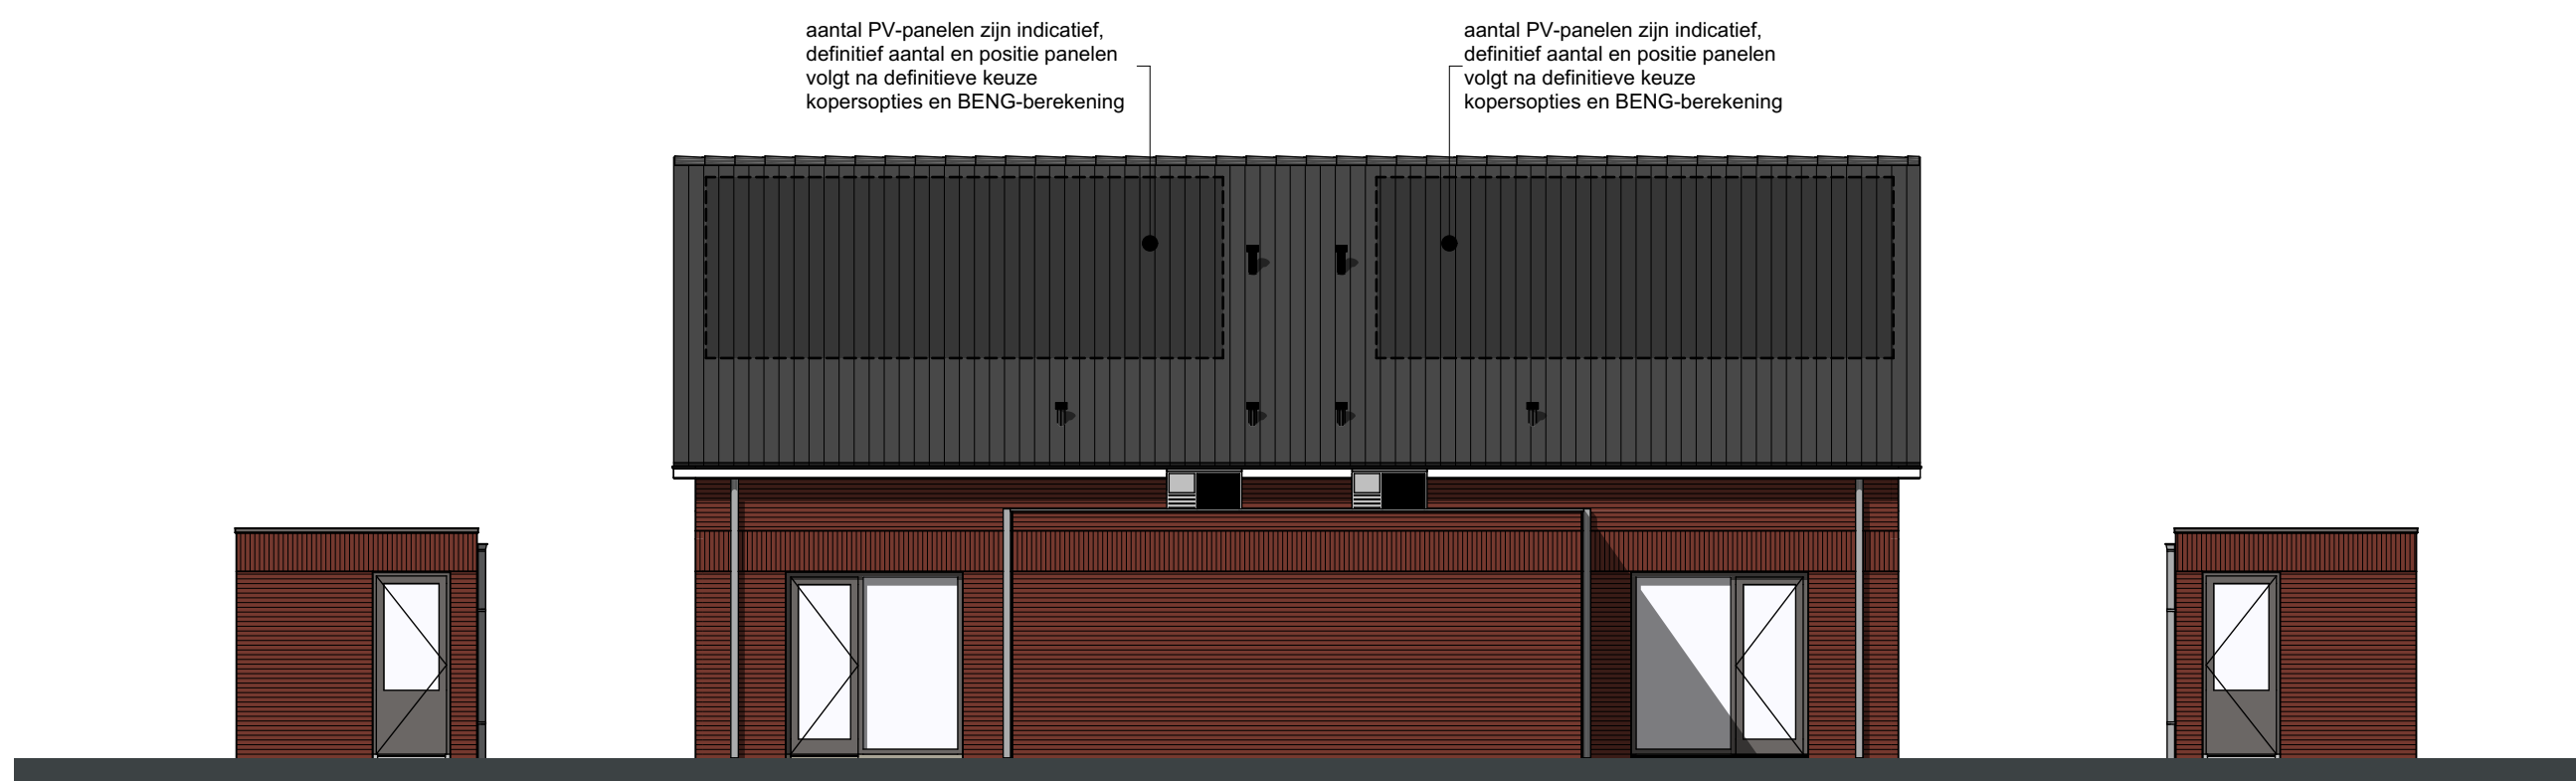 aantal PV-panelen zijn indicatief,
definitief aantal en positie panelen
volgt na definitieve keuze
kopersopties en BENG-berekening
aantal PV-panelen zijn indicatief,
definitief aantal en positie panelen
volgt na definitieve keuze
kopersopties en BENG-berekening